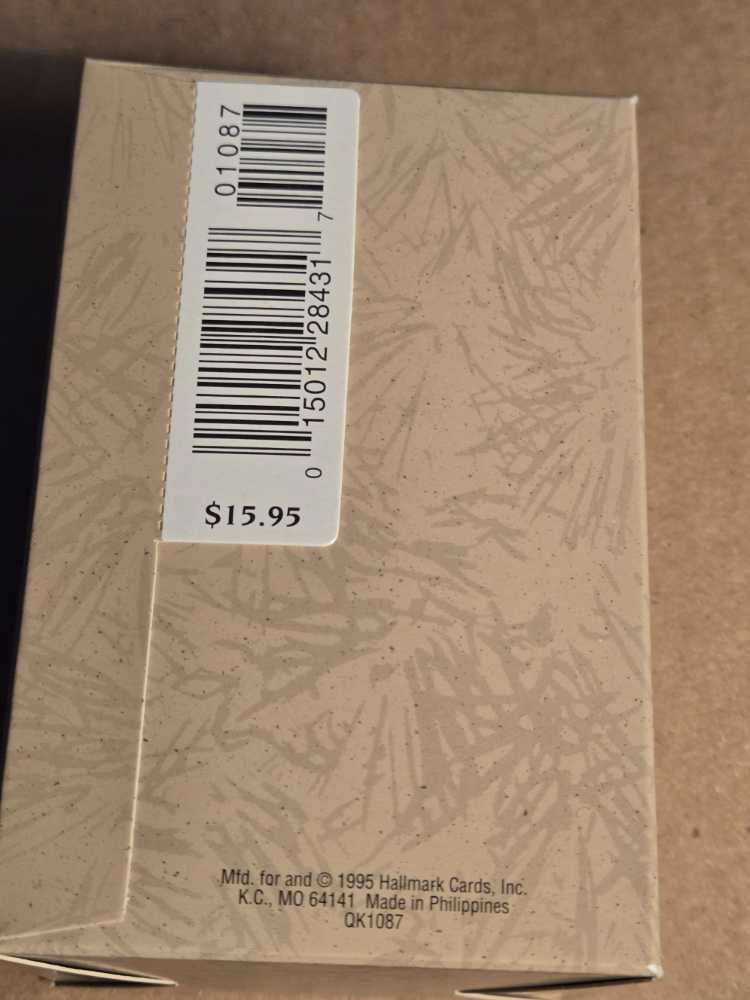 01087
0 15012 28431 7
$15.95
Mfd. for and © 1995 Hallmark Cards, Inc.
K.C., MO 64141 Made in Philippines
QK1087